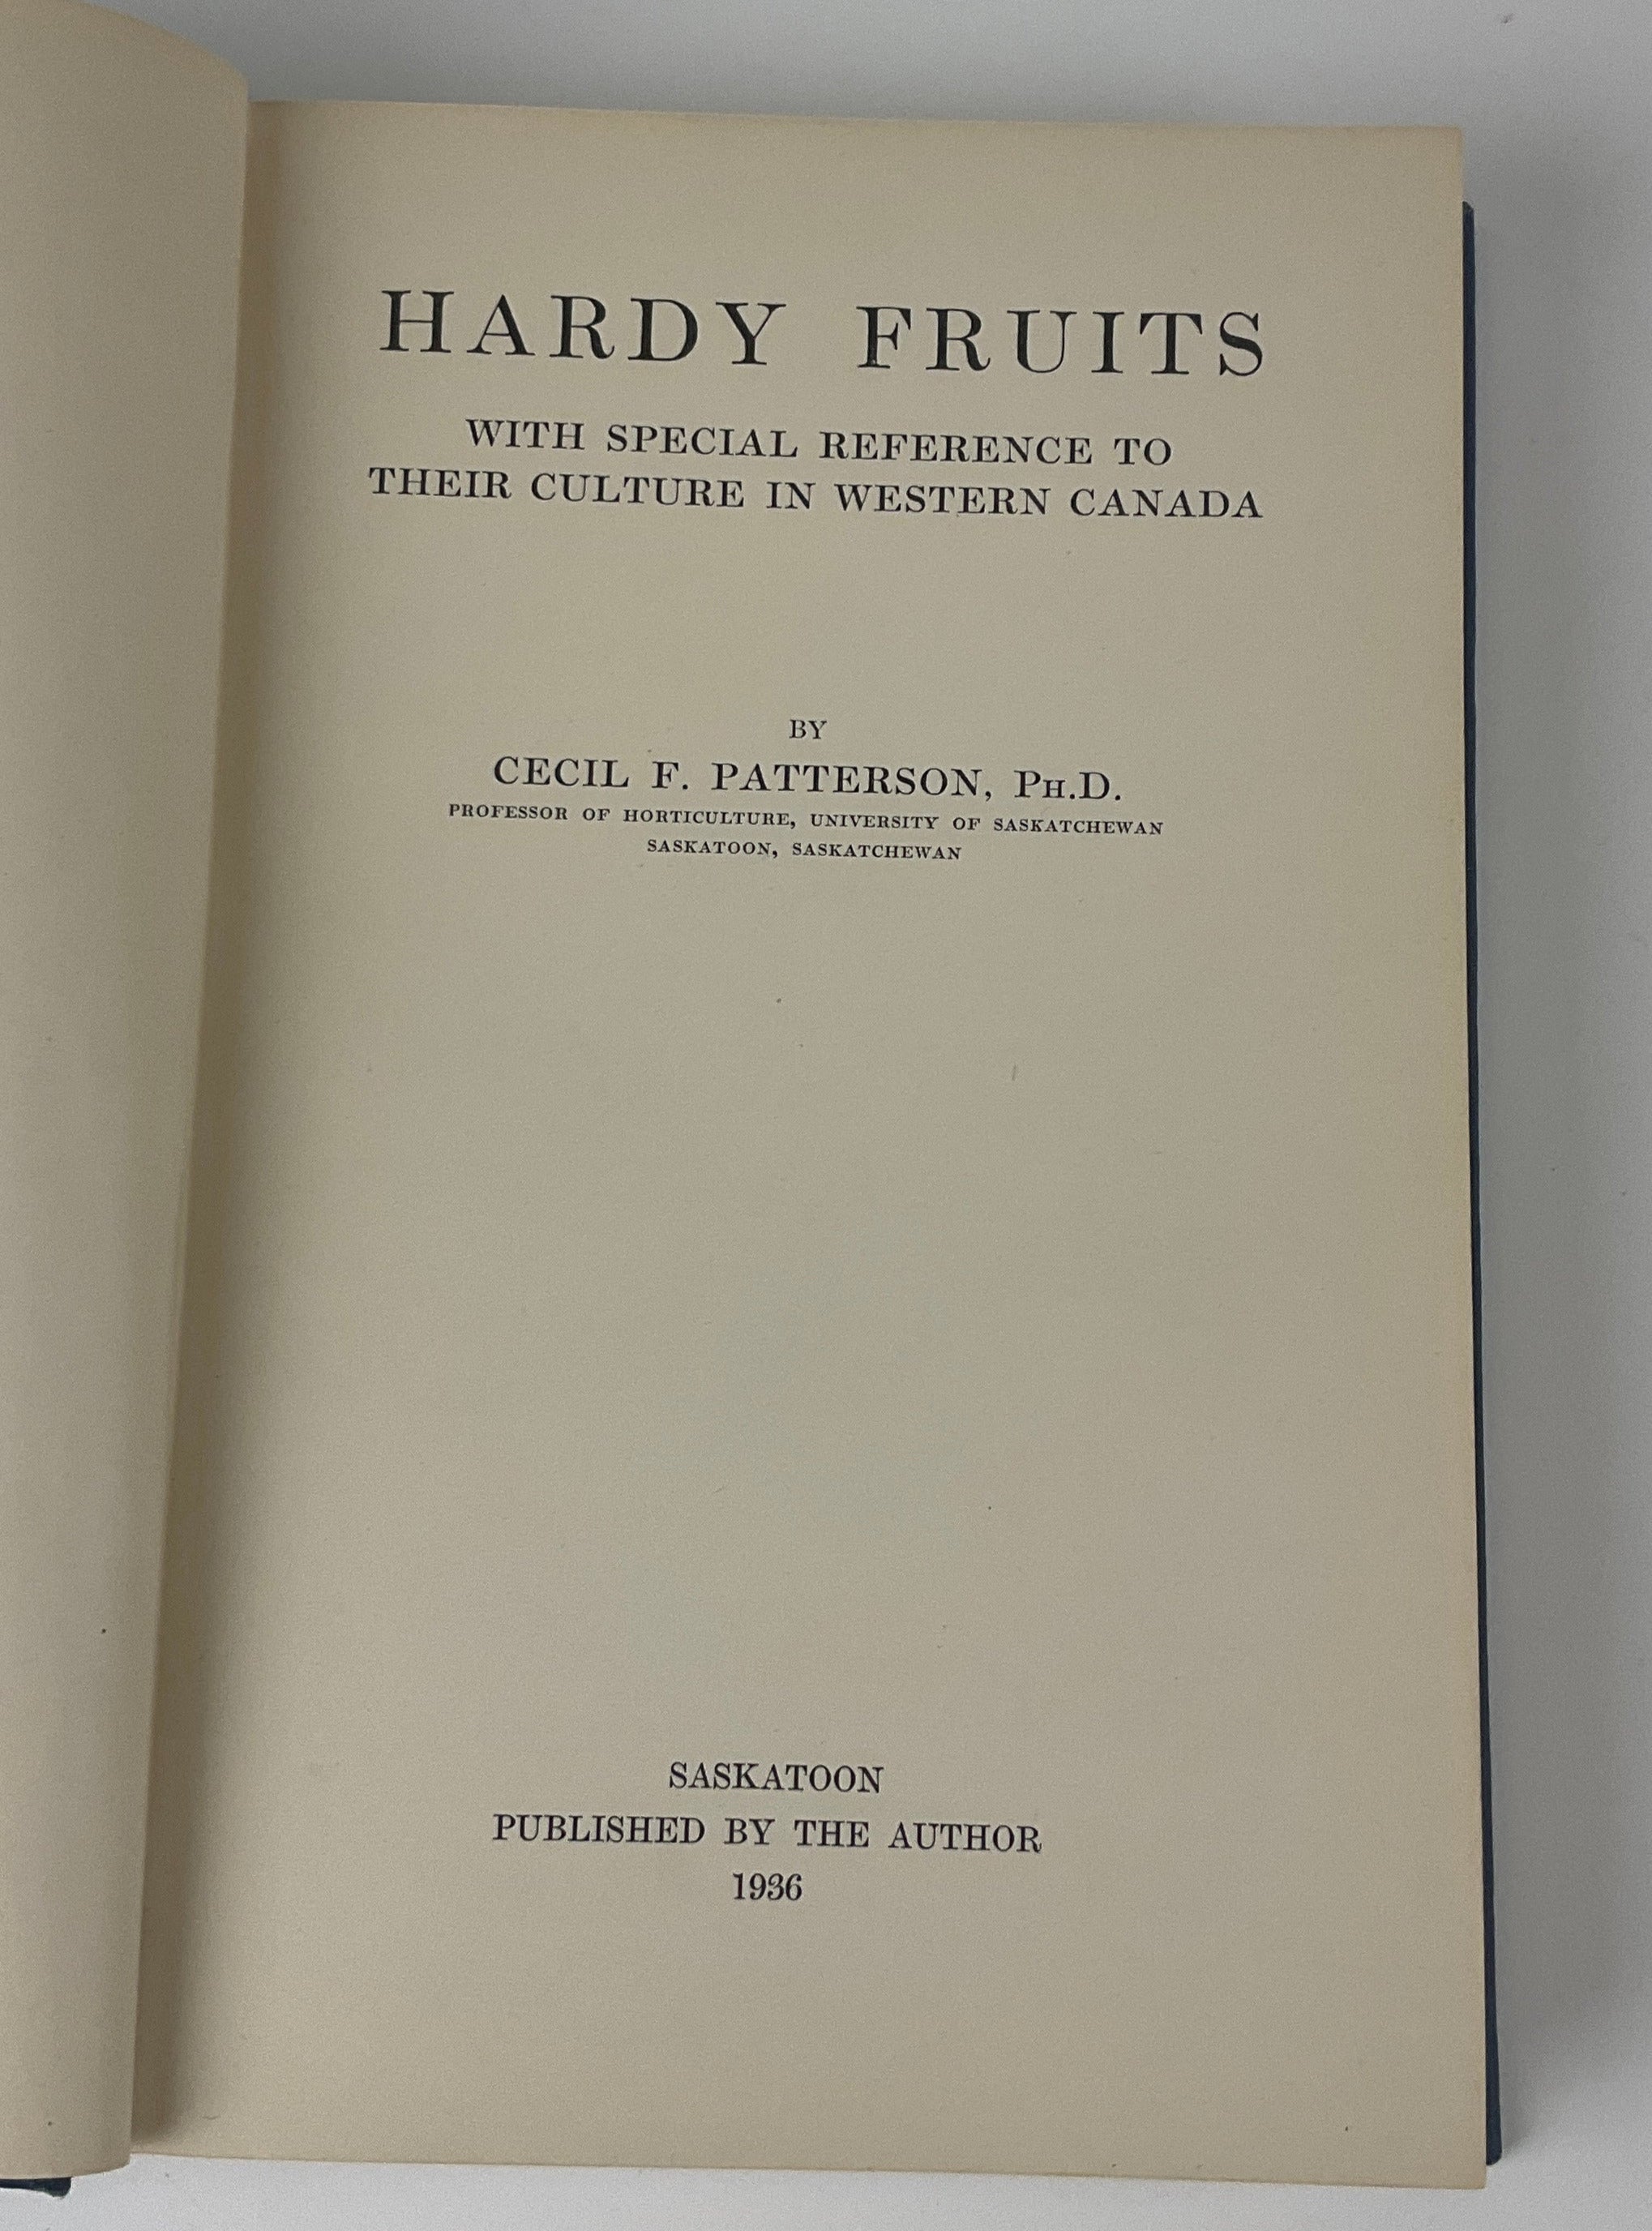 HARDY FRUITS
WITH SPECIAL REFERENCE TO
THEIR CULTURE IN WESTERN CANADA
BY
CECIL F. PATTERSON, PH.D.
PROFESSOR OF HORTICULTURE, UNIVERSITY OF SASKATCHEWAN
SASKATOON, SASKATCHEWAN
SASKATOON
PUBLISHED BY THE AUTHOR
1936